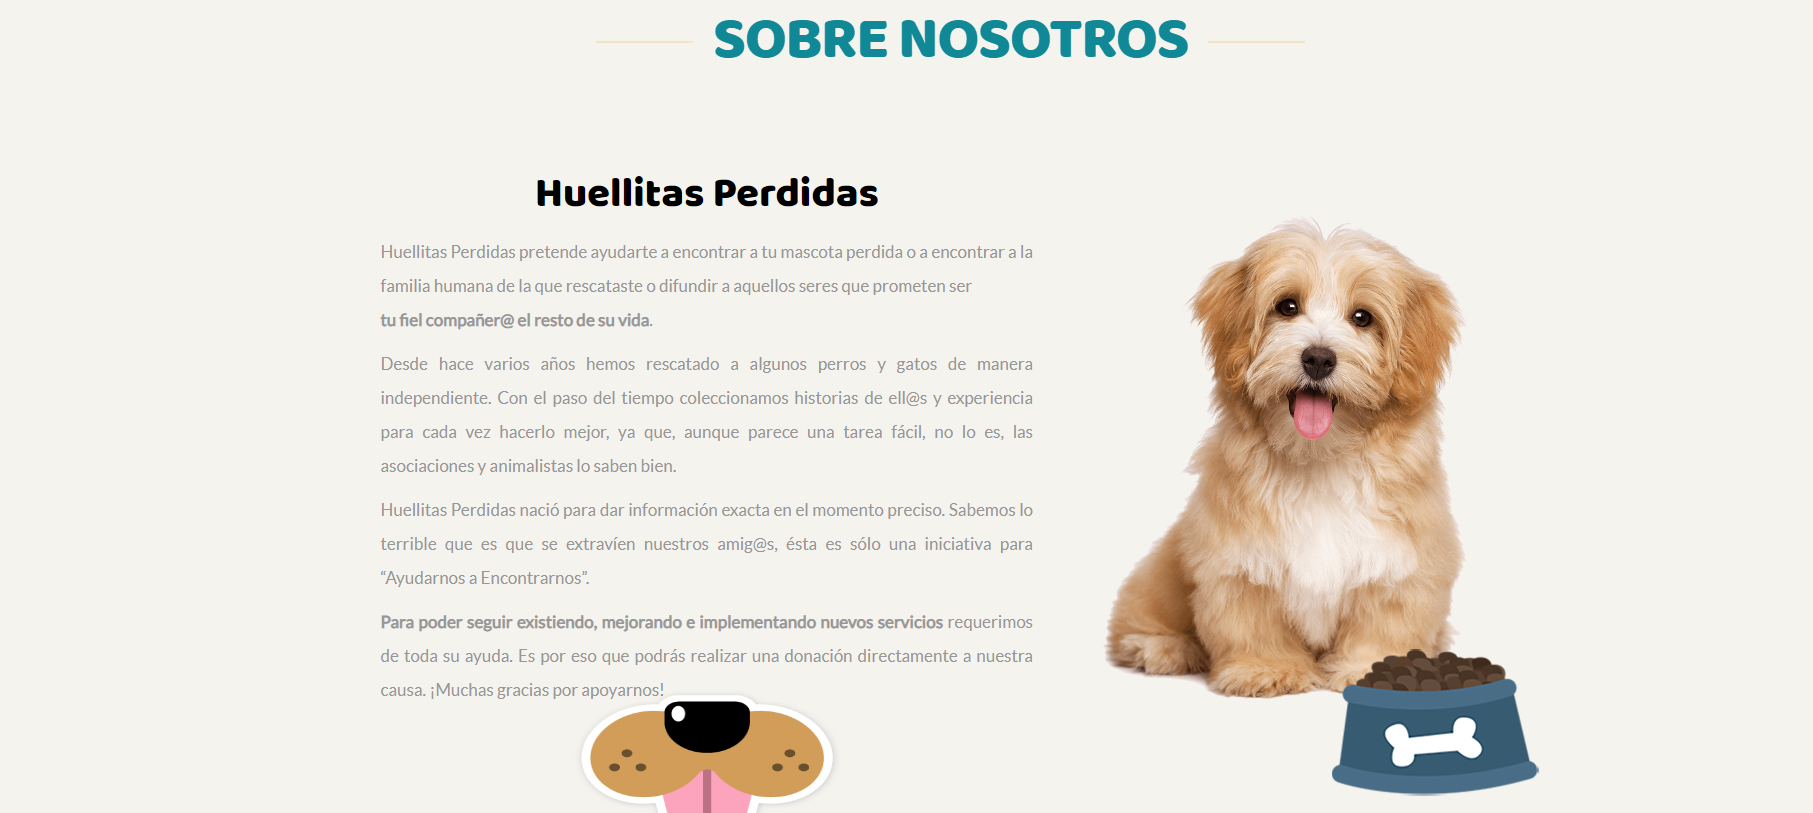 SOBRE NOSOTROS
Huellitas Perdidas
Huellitas Perdidas pretende ayudarte a encontrar a tu mascota perdida o a encontrar a la
familia humana de la que rescataste o difundir a aquellos seres que prometen ser
tu fiel compañer@ el resto de su vida.
Desde hace varios años hemos rescatado a algunos perros y gatos de manera
independiente. Con el paso del tiempo coleccionamos historias de ell@s y experiencia
para cada vez hacerlo mejor, ya que, aunque parece una tarea fácil, no lo es, las
asociaciones y animalistas lo saben bien.
Huellitas Perdidas nació para dar información exacta en el momento preciso. Sabemos lo
terrible que es que se extravíen nuestros amig@s, ésta es sólo una iniciativa para
“Ayudarnos a Encontrarnos”.
Para poder seguir existiendo, mejorando e implementando nuevos servicios requerimos
de toda su ayuda. Es por eso que podrás realizar una donación directamente a nuestra
causa. ¡Muchas gracias por apoyarnos!